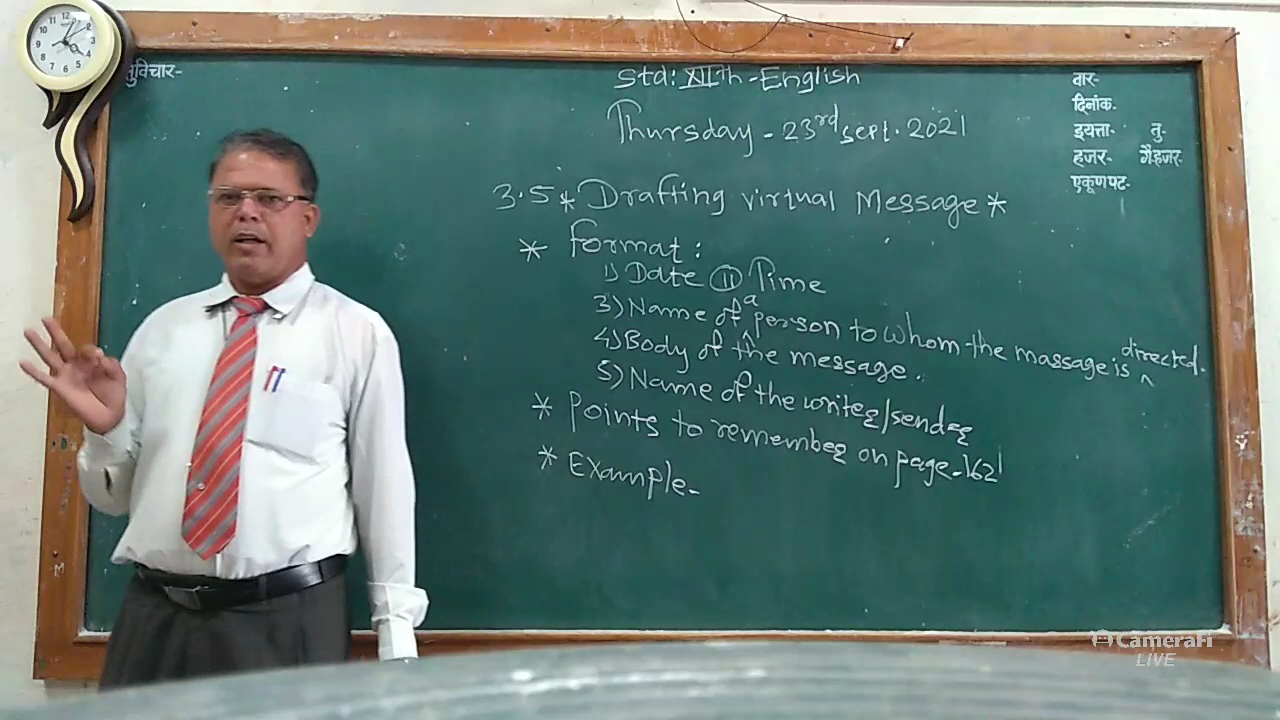 सुविचार-
Std: XIIth - English
Thursday - 23rd sept. 2021
वार-
दिनांक.
इयत्ता- तु-
हजर- गैरहजर-
एकूणपट-
3.5 * Drafting virtual Message *
* Format :
1) Date (ii) Time
3) Name of a person to whom the massage is directed.
4) Body of the message.
5) Name of the writer/sender
* Points to remember on page-162
* Example-
M
CameraFi
LIVE